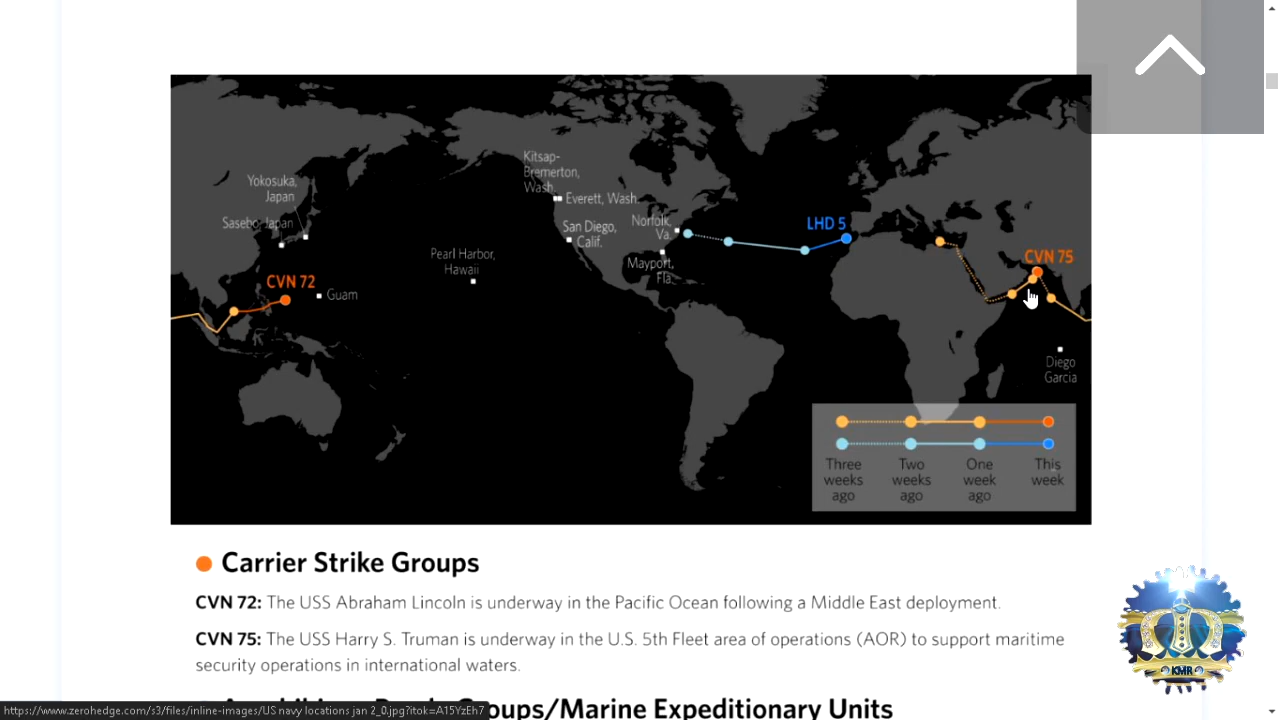 Kitsap-
Bremerton,
Wash.
Everett, Wash.
Yokosuka,
Japan
Sasebo, Japan
San Diego,
Calif.
Norfolk,
Va.
LHD 5
Pearl Harbor,
Hawaii
Mayport,
Fla.
CVN 75
CVN 72
Guam
Diego
Garcia
Three
weeks
ago
Two
weeks
ago
One
week
ago
This
week
Carrier Strike Groups
CVN 72: The USS Abraham Lincoln is underway in the Pacific Ocean following a Middle East deployment.
CVN 75: The USS Harry S. Truman is underway in the U.S. 5th Fleet area of operations (AOR) to support maritime
security operations in international waters.
KMR
oups/Marine Expeditionary Units
https://www.zerohedge.com/s3/files/inline-images/US navy locations jan 2_0.jpg?itok=A15YzEh7